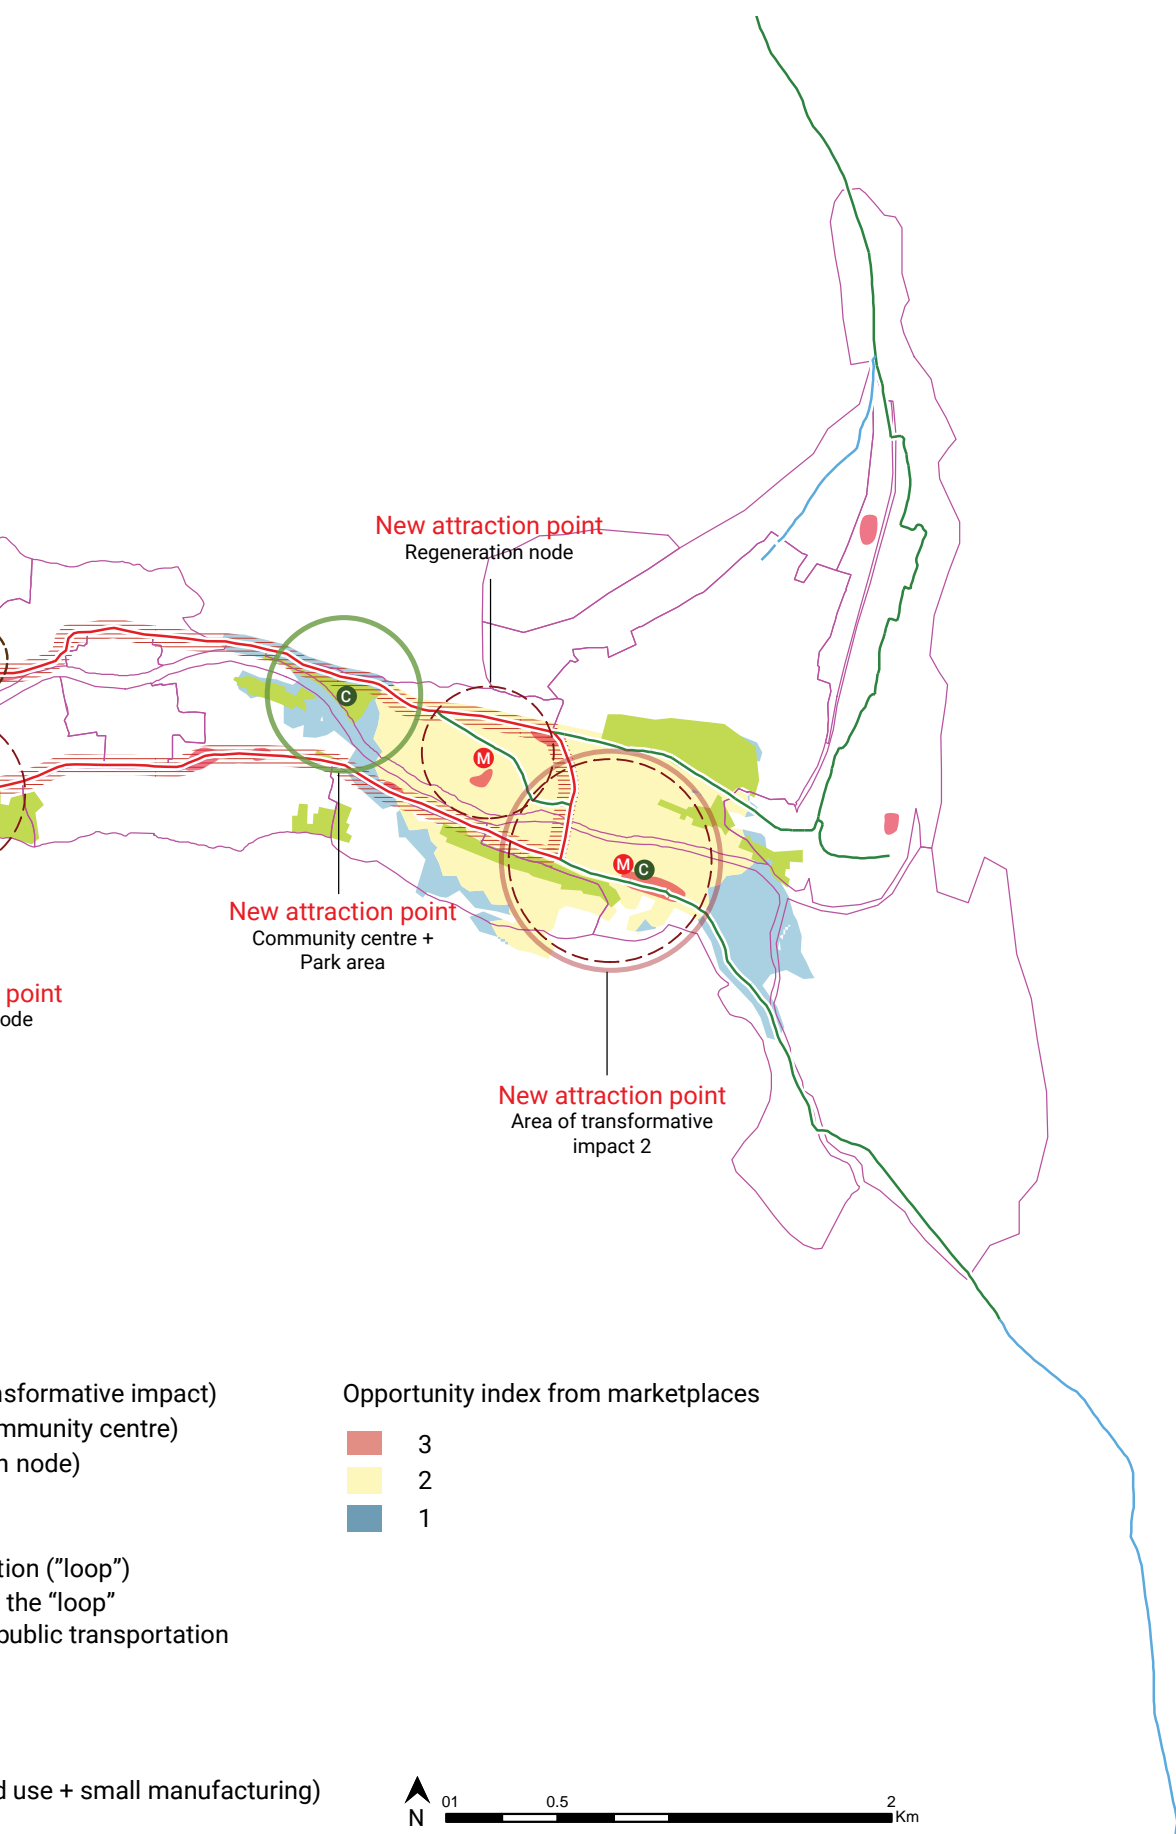 New attraction point
Regeneration node
C
M
M
C
New attraction point
Community centre +
Park area
point
ode
New attraction point
Area of transformative
impact 2
nsformative impact)
mmunity centre)
n node)
tion ("loop")
the "loop"
public transportation
d use + small manufacturing)
Opportunity index from marketplaces
3
2
1
N
01 0.5 2
Km